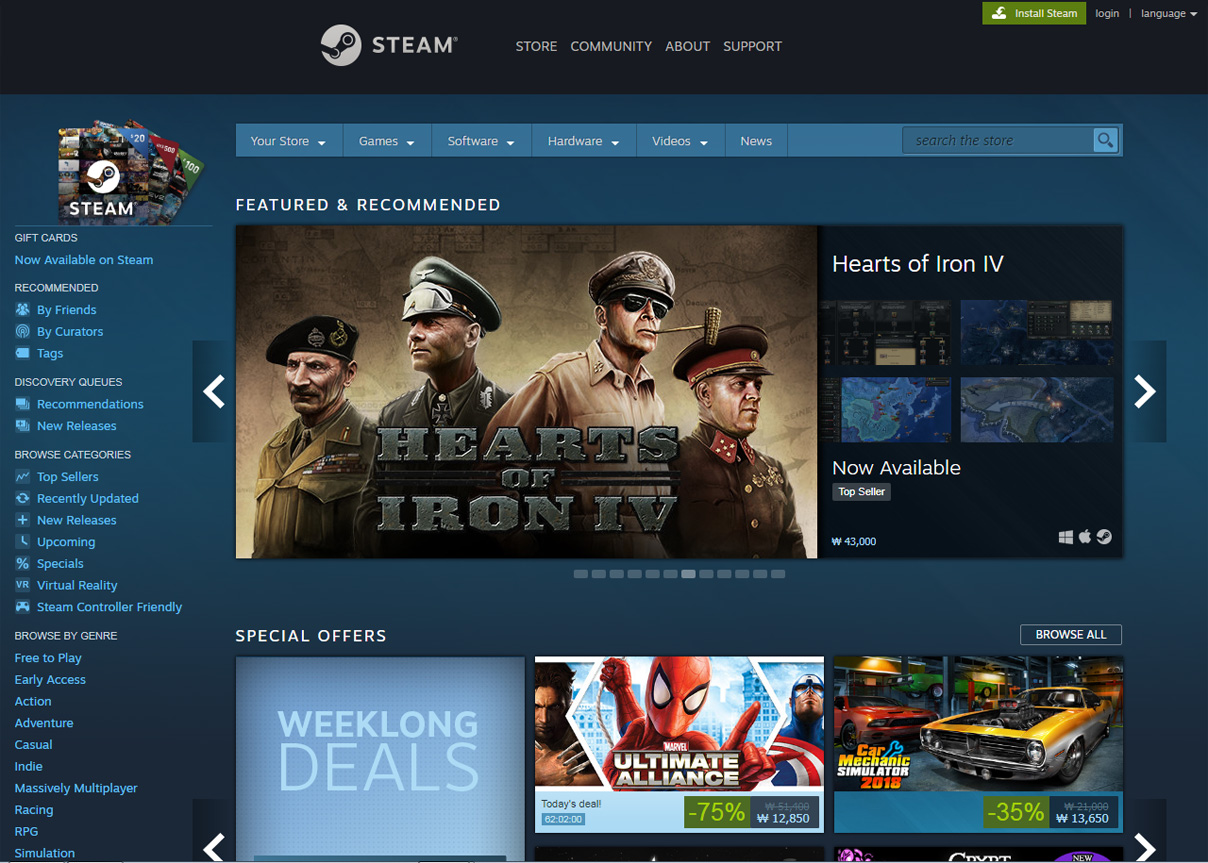 Install Steam
login | language
STEAM®
STORE COMMUNITY ABOUT SUPPORT
$20
$100
STEAM
Your Store Games Software Hardware Videos News
search the store
GIFT CARDS
Now Available on Steam
RECOMMENDED
By Friends
By Curators
Tags
DISCOVERY QUEUES
Recommendations
New Releases
BROWSE CATEGORIES
Top Sellers
Recently Updated
New Releases
Upcoming
% Specials
VR Virtual Reality
Steam Controller Friendly
BROWSE BY GENRE
Free to Play
Early Access
Action
Adventure
Casual
Indie
Massively Multiplayer
Racing
RPG
Simulation
FEATURED & RECOMMENDED
HEARTS
OF
IRON IV
Hearts of Iron IV
Now Available
Top Seller
₩ 43,000
SPECIAL OFFERS
BROWSE ALL
WEEKLONG
DEALS
MARVEL
ULTIMATE
ALLIANCE
Today's deal!
62:02:00
-75%
₩ 51,400
₩ 12,850
Car
Mechanic
SIMULATOR
2018
-35%
₩ 21,000
₩ 13,650
CRYPT
NEW